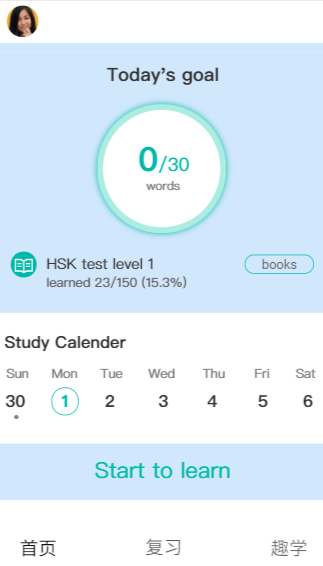 Today's goal
0/30
words
HSK test level 1
books
learned 23/150 (15.3%)
Study Calender
Sun Mon Tue Wed Thu Fri Sat
30 1 2 3 4 5 6
Start to learn
首页 复习 趣学